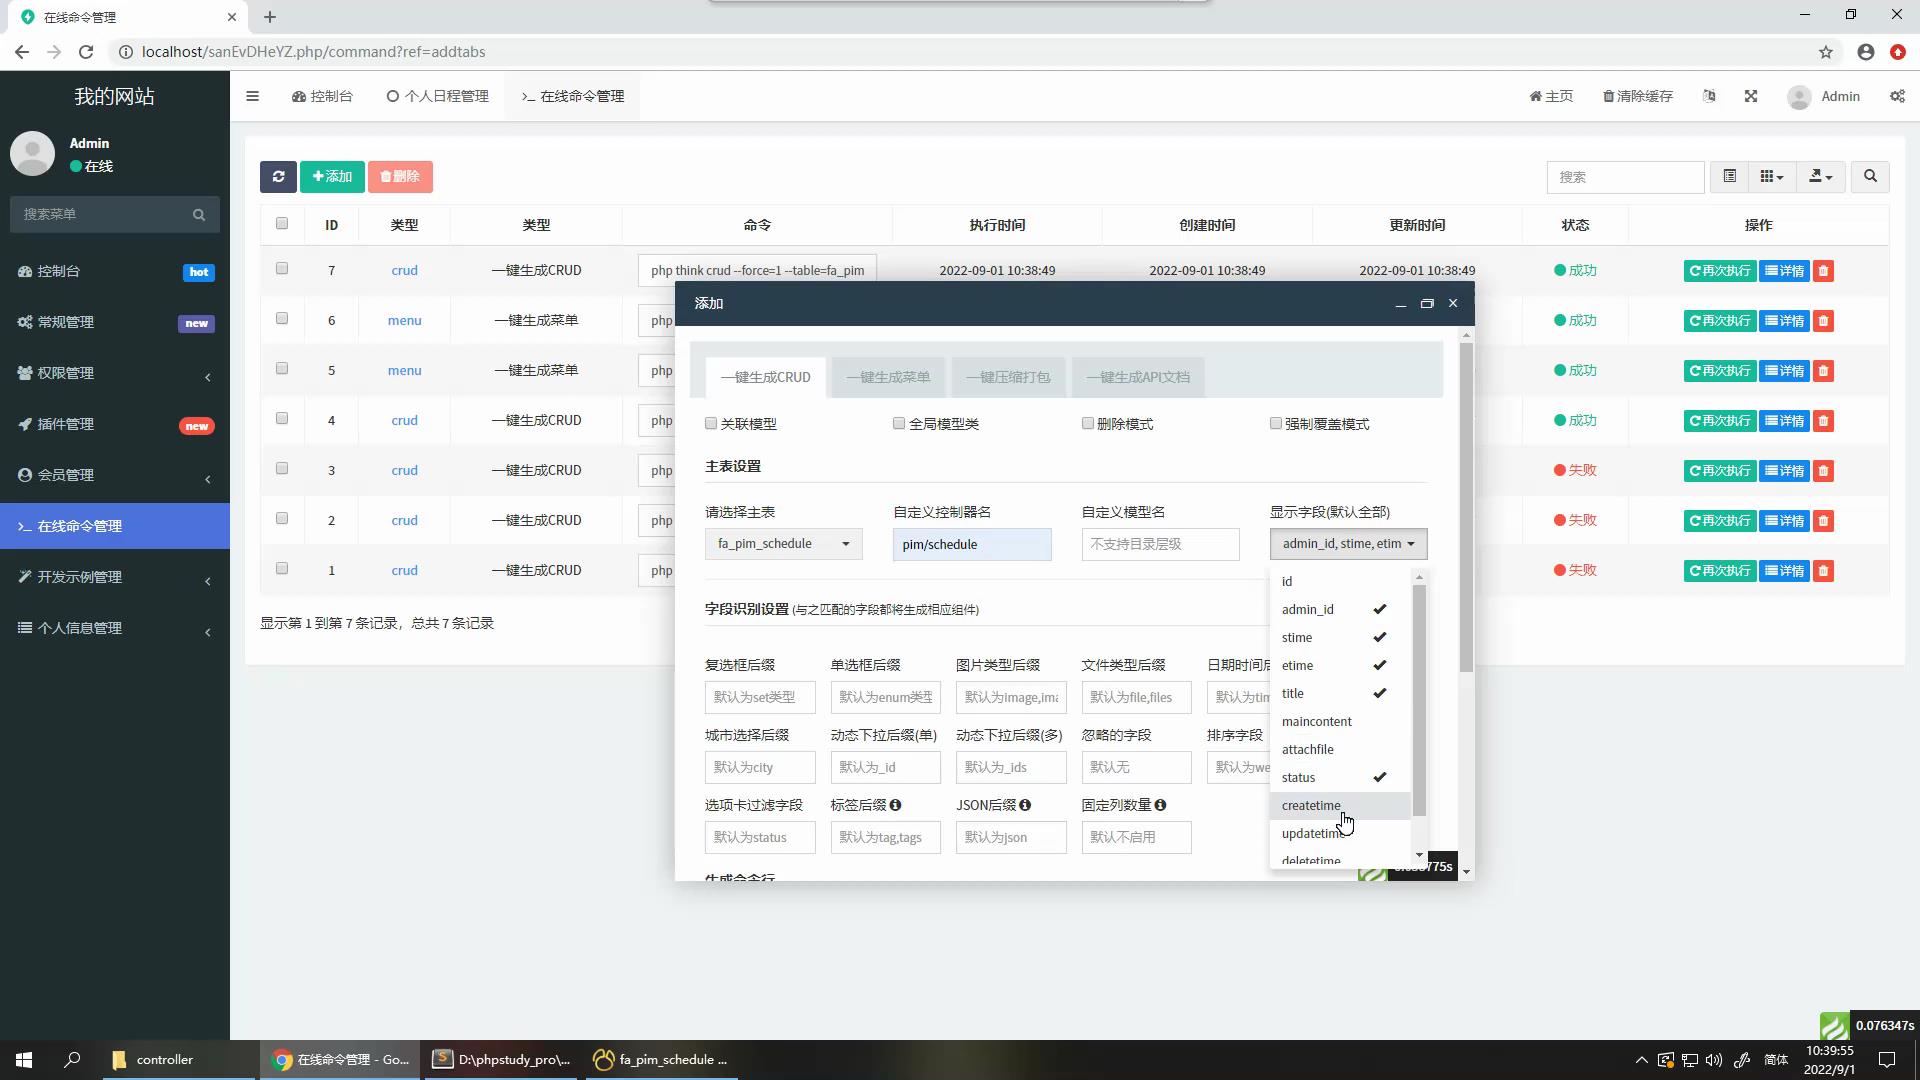 在线命令管理
localhost/sanEvDHeYZ.php/command?ref=addtabs
我的网站
控制台
个人日程管理
在线命令管理
主页
清除缓存
Admin
Admin
在线
添加
删除
搜索
搜索菜单
ID
类型
类型
命令
执行时间
创建时间
更新时间
状态
操作
控制台
hot
常规管理
new
权限管理
插件管理
new
会员管理
在线命令管理
开发示例管理
个人信息管理
7
crud
一键生成CRUD
php think crud --force=1 --table=fa_pim
2022-09-01 10:38:49
2022-09-01 10:38:49
2022-09-01 10:38:49
成功
再次执行
详情
6
menu
一键生成菜单
php
成功
再次执行
详情
5
menu
一键生成菜单
php
成功
再次执行
详情
4
crud
一键生成CRUD
php
成功
再次执行
详情
3
crud
一键生成CRUD
php
失败
再次执行
详情
2
crud
一键生成CRUD
php
失败
再次执行
详情
1
crud
一键生成CRUD
php
失败
再次执行
详情
显示第 1 到第 7 条记录，总共 7 条记录
添加
一键生成CRUD
一键生成菜单
一键压缩打包
一键生成API文档
关联模型
全局模型类
删除模式
强制覆盖模式
主表设置
请选择主表
自定义控制器名
自定义模型名
显示字段(默认全部)
fa_pim_schedule
pim/schedule
不支持目录层级
admin_id, stime, etim
id
admin_id
stime
etime
title
maincontent
attachfile
status
createtime
updatetime
deletetime
字段识别设置 (与之匹配的字段都将生成相应组件)
复选框后缀
单选框后缀
图片类型后缀
文件类型后缀
日期时间后
默认为set类型
默认为enum类型
默认为image,ima
默认为file,files
默认为tim
城市选择后缀
动态下拉后缀(单)
动态下拉后缀(多)
忽略的字段
排序字段
默认为city
默认为_id
默认为_ids
默认无
默认为we
选项卡过滤字段
标签后缀
JSON后缀
固定列数量
默认为status
默认为tag,tags
默认为json
默认不启用
生成命令行
775s
0.076347s
controller
在线命令管理 - Go...
D:\phpstudy_pro\...
fa_pim_schedule ...
简体
10:39:55
2022/9/1